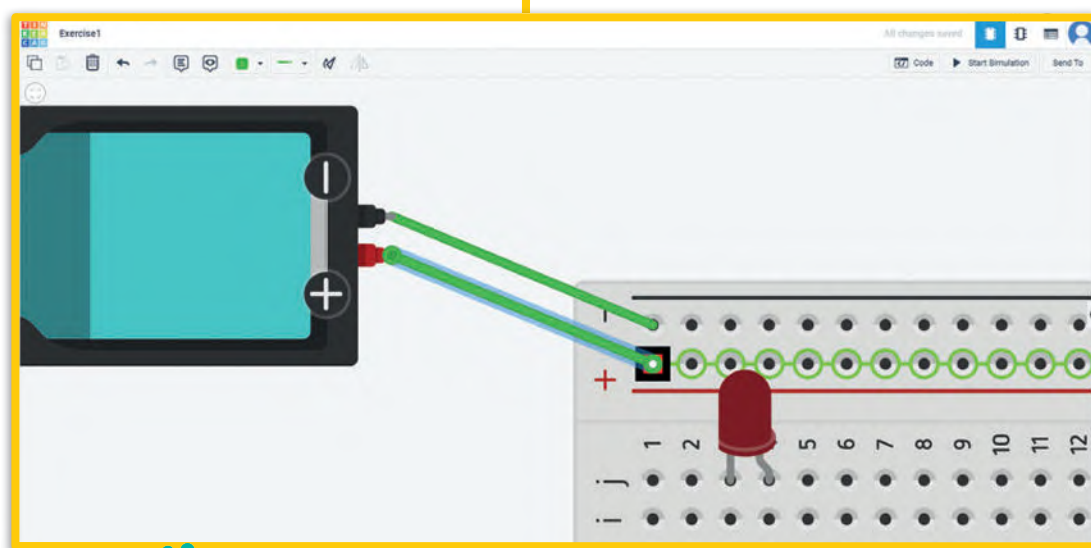 TIN
KER
CAD
Exercise1
All changes saved
Code
Start Simulation
Send To
−
+
-
+
1 2 5 6 7 8 9 10 11 12
j
i